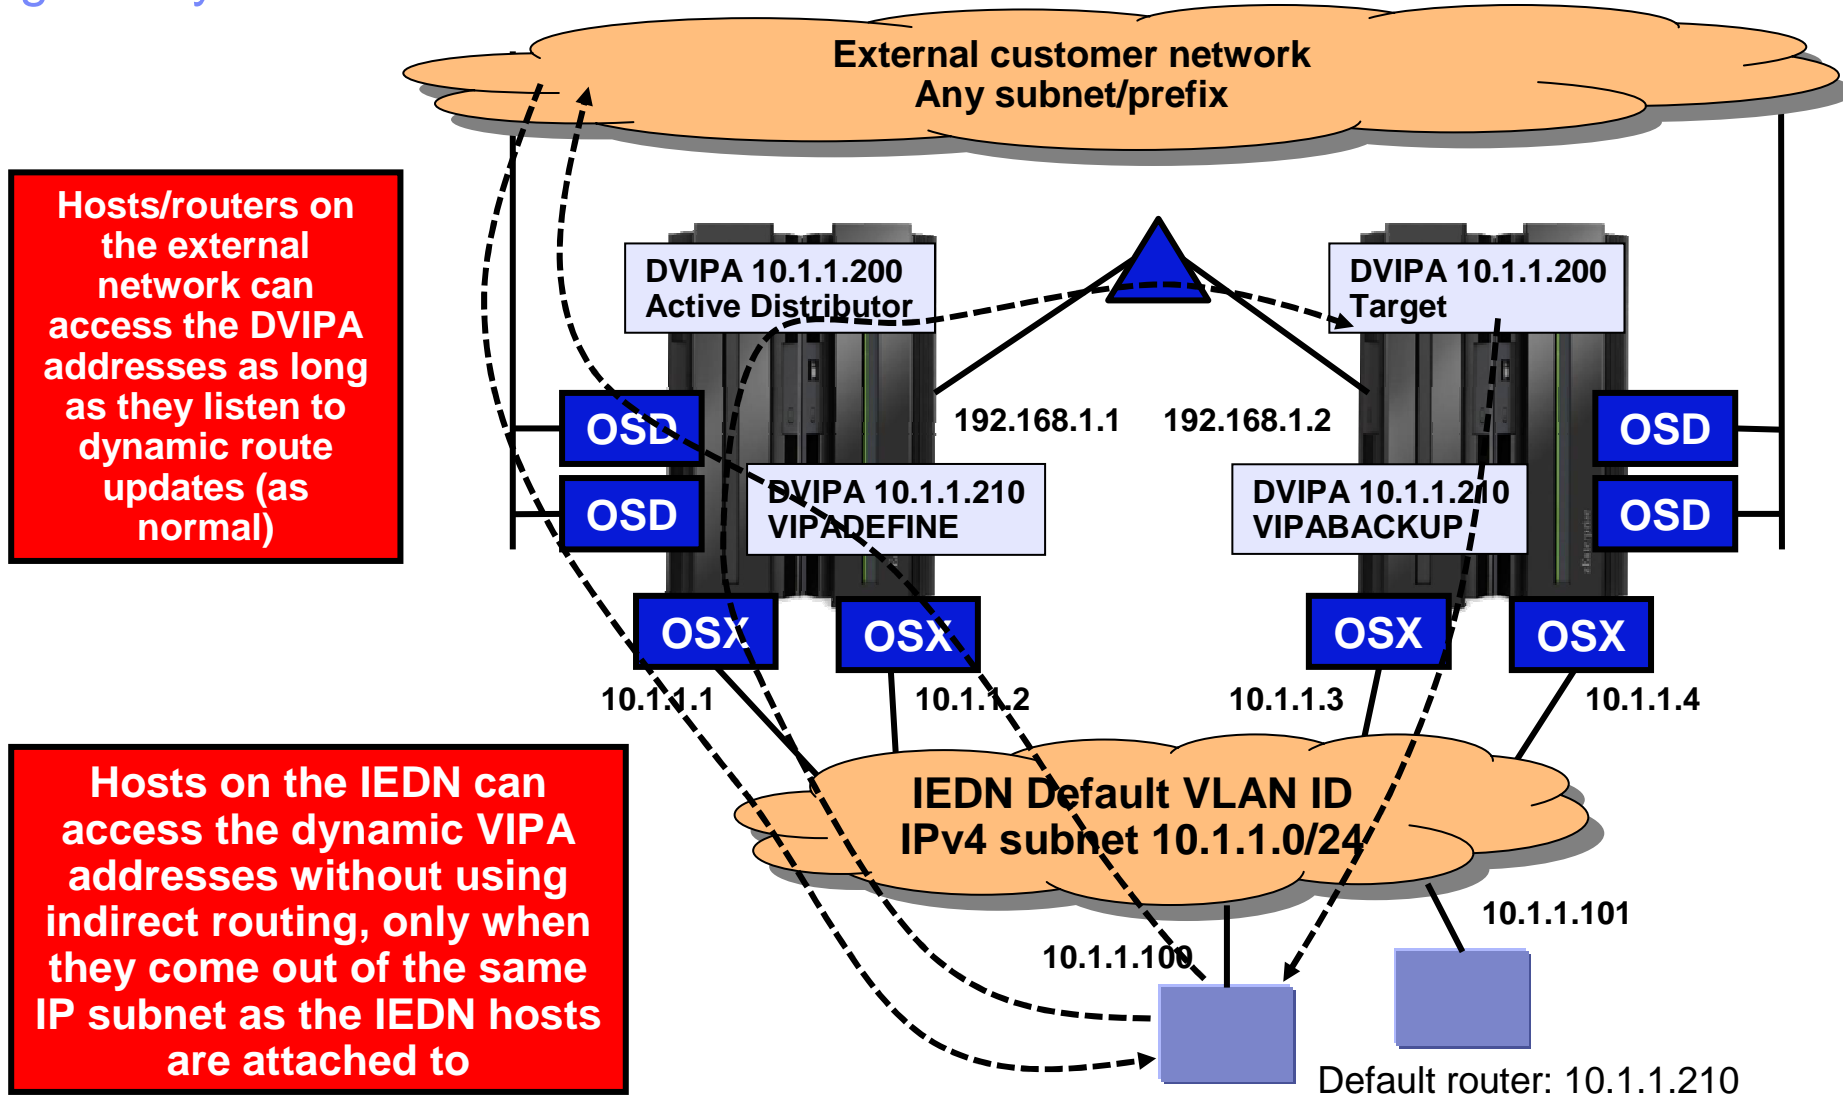 External customer network
Any subnet/prefix
Hosts/routers on
the external
network can
access the DVIPA
addresses as long
as they listen to
dynamic route
updates (as
normal)
DVIPA 10.1.1.200
Active Distributor
DVIPA 10.1.1.200
Target
192.168.1.1
192.168.1.2
OSD
OSD
OSD
OSD
DVIPA 10.1.1.210
VIPADEFINE
DVIPA 10.1.1.210
VIPABACKUP
zEnterprise
OSX
OSX
OSX
OSX
10.1.1.1
10.1.1.2
10.1.1.3
10.1.1.4
Hosts on the IEDN can
access the dynamic VIPA
addresses without using
indirect routing, only when
they come out of the same
IP subnet as the IEDN hosts
are attached to
IEDN Default VLAN ID
IPv4 subnet 10.1.1.0/24
10.1.1.100
10.1.1.101
Default router: 10.1.1.210